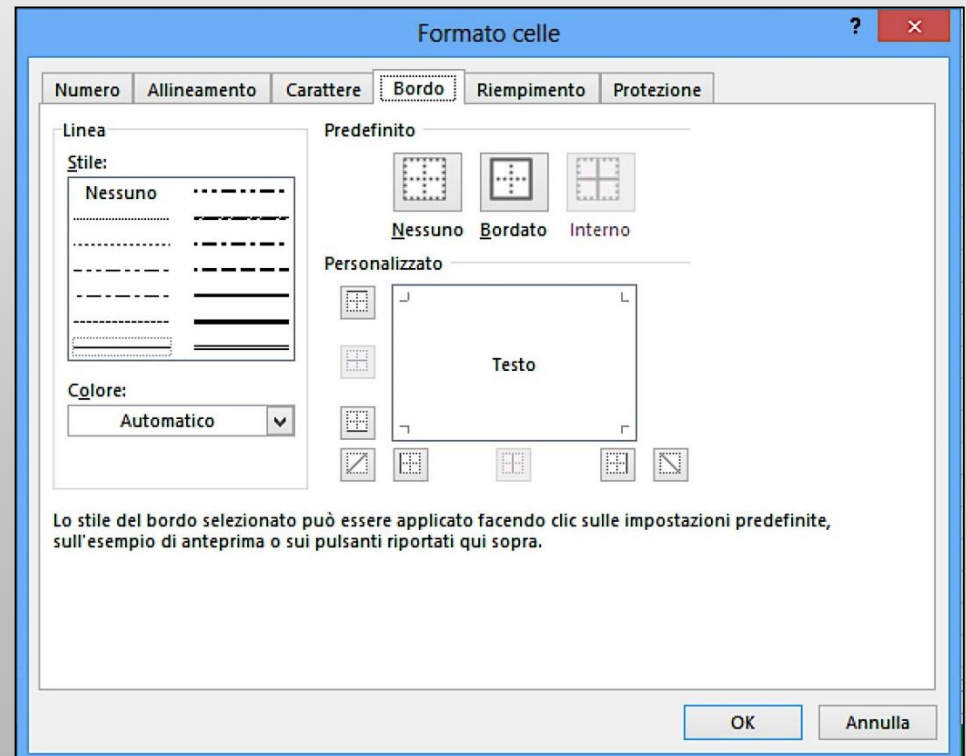 Formato celle
?
Numero Allineamento Carattere Bordo Riempimento Protezione
Linea
Stile:
Nessuno
Colore:
Automatico
Predefinito
Nessuno Bordato Interno
Personalizzato
Testo
Lo stile del bordo selezionato può essere applicato facendo clic sulle impostazioni predefinite,
sull'esempio di anteprima o sui pulsanti riportati qui sopra.
OK Annulla